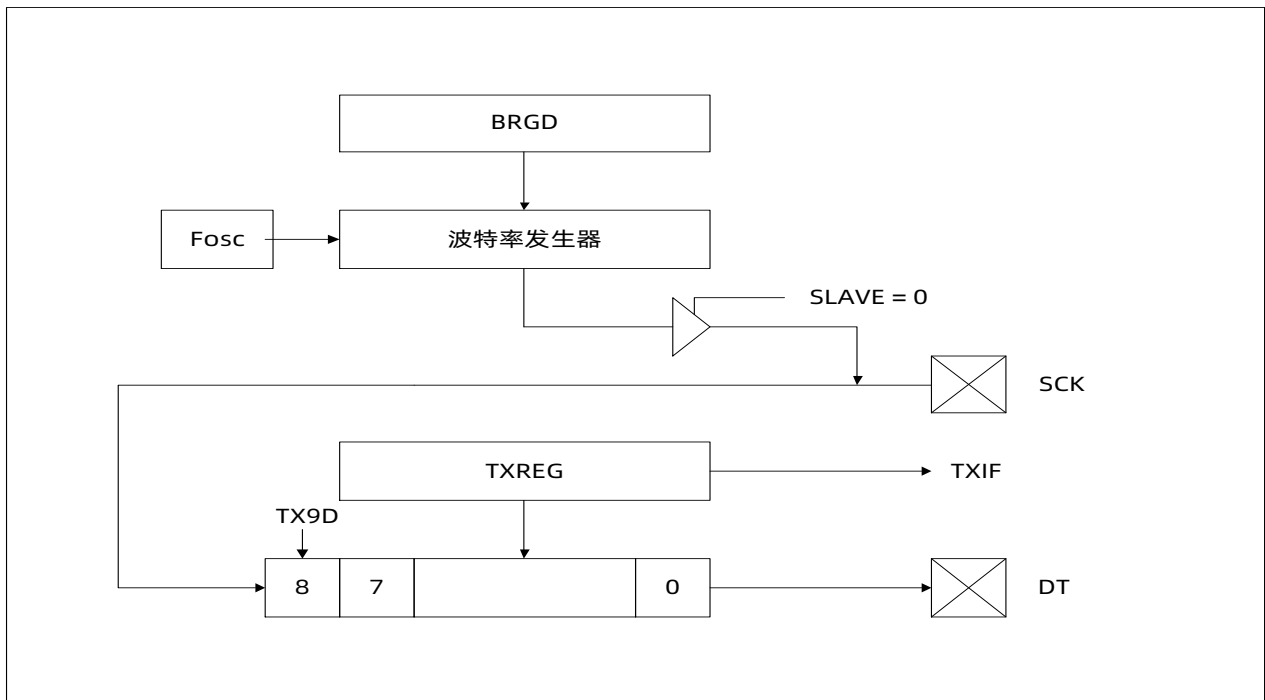 BRGD
Fosc
波特率发生器
SLAVE = 0
SCK
TXREG
TXIF
TX9D
8
7
0
DT